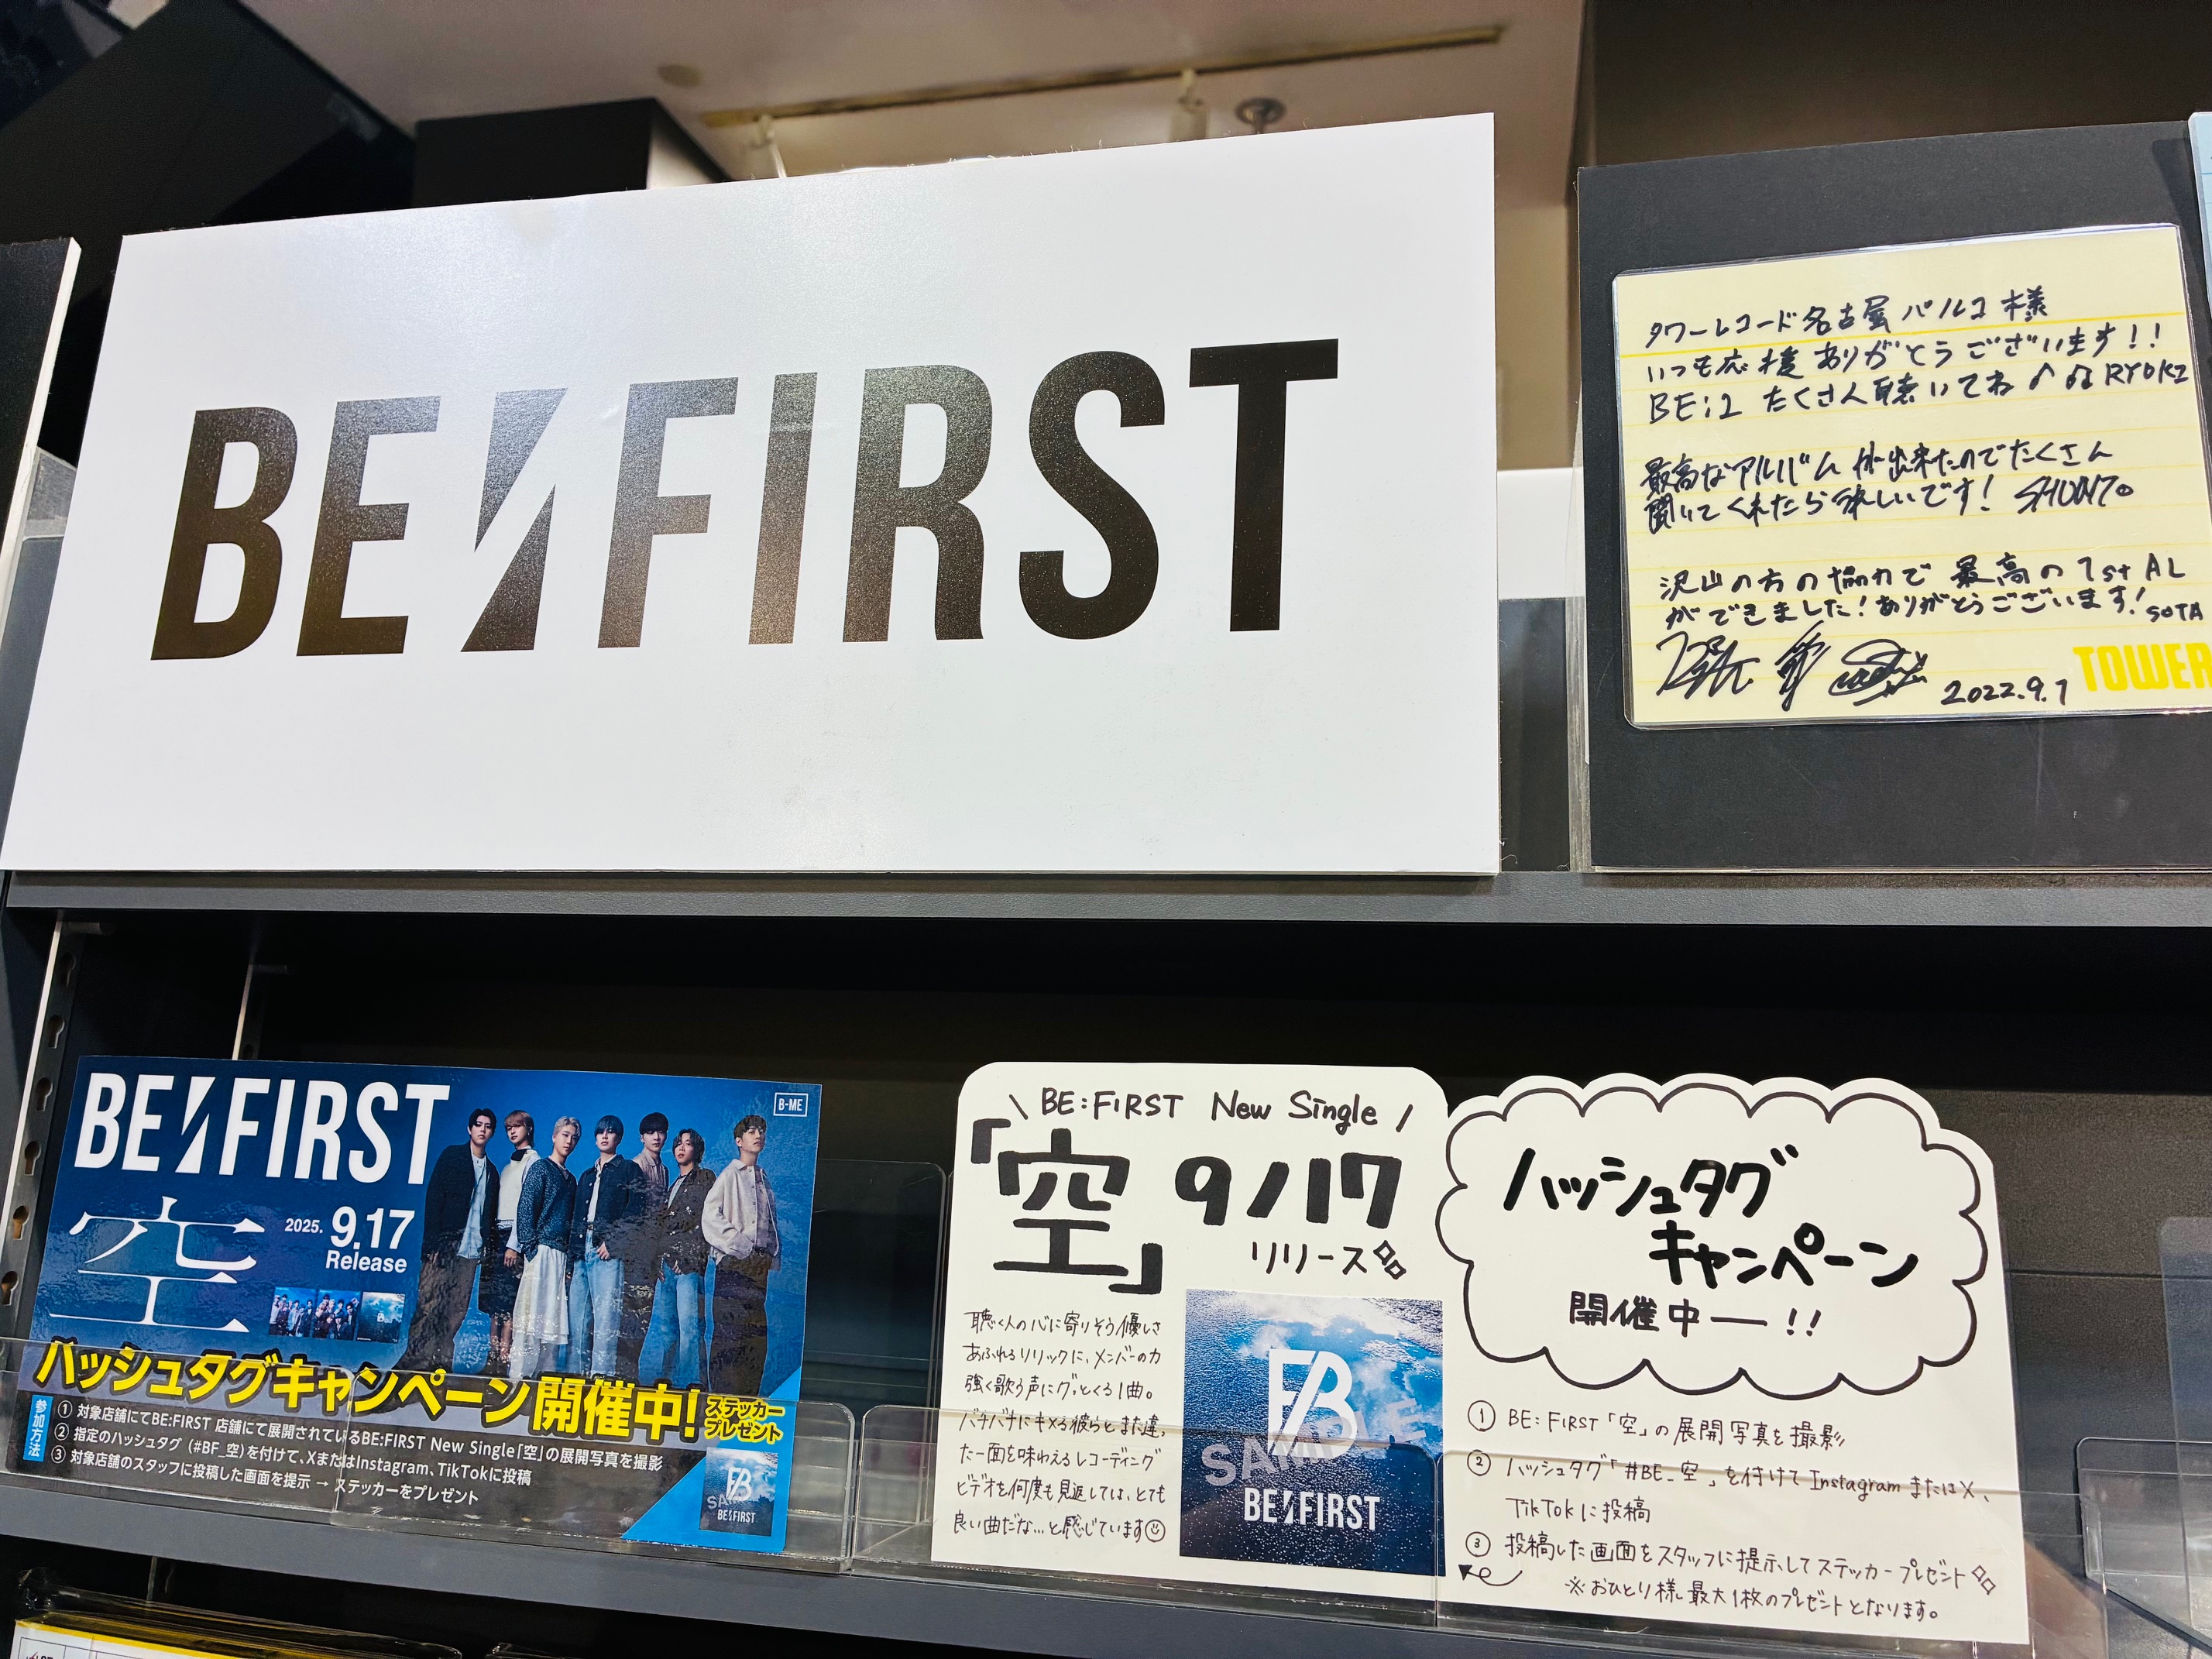 BE:FIRST
タワーレコード名古屋パルコ様
いつも応援ありがとうございます!!
BE:1 たくさん聴いてね♪♫ RYOKI
最高なアルバムが出来たのでたくさん
聞いてくれたら嬉しいです! SHUNTO
沢山の方の協力で最高の1st AL
ができました!ありがとうございます! SOTA
2022.9.1
TOWER
BE:FIRST
B-ME
空
2025. 9.17
Release
ハッシュタグキャンペーン開催中!
ステッカー
プレゼント
参加方法
① 対象店舗にてBE:FIRST 店舗にて展開されているBE:FIRST New Single「空」の展開写真を撮影
② 指定のハッシュタグ (#BF_空)を付けて、XまたはInstagram、TikTokに投稿
③ 対象店舗のスタッフに投稿した画面を提示 → ステッカーをプレゼント
SAMPLE
BE:FIRST
\ BE:FIRST New Single /
「空」 9/17
リリース
聴く人の心に寄りそう優しさ
あふれるリリックに、メンバーの力
強く歌う声にグッとくる1曲。
バチバチにキメる彼らとまた違っ
た一面を味わえるレコーディング
ビデオを何度も見返しては、とても
良い曲だな…と感じています☺
SAMPLE
BE:FIRST
ハッシュタグ
キャンペーン
開催中ー!!
① BE:FIRST「空」の展開写真を撮影
② ハッシュタグ「#BE_空」を付けてInstagramまたはX、
TikTokに投稿
③ 投稿した画面をスタッフに提示してステッカープレゼント
※おひとり様最大1枚のプレゼントとなります。